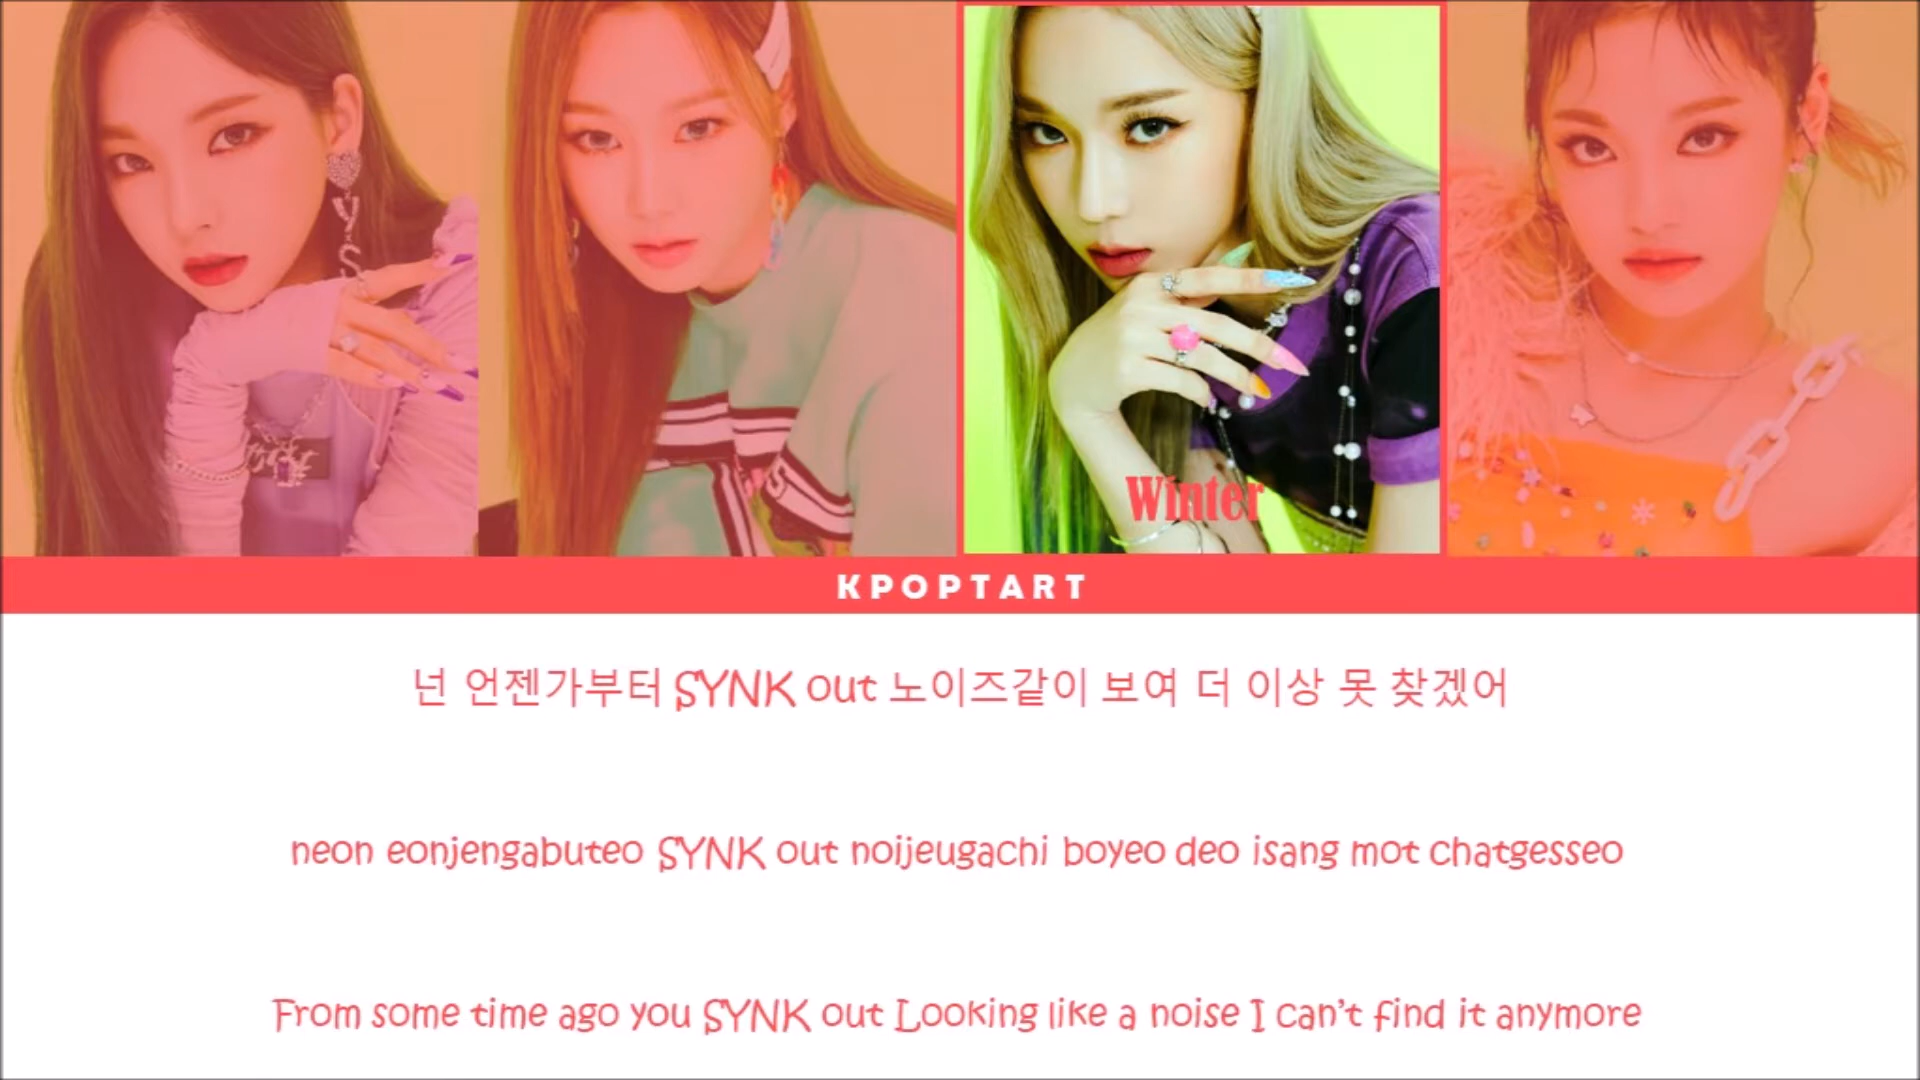 YS
Winter
KPOPTART
넌 언젠가부터 SYNK out 노이즈같이 보여 더 이상 못 찾겠어
neon eonjengabuteo SYNK out noijeugachi boyeo deo isang mot chatgesseo
From some time ago you SYNK out Looking like a noise I can't find it anymore